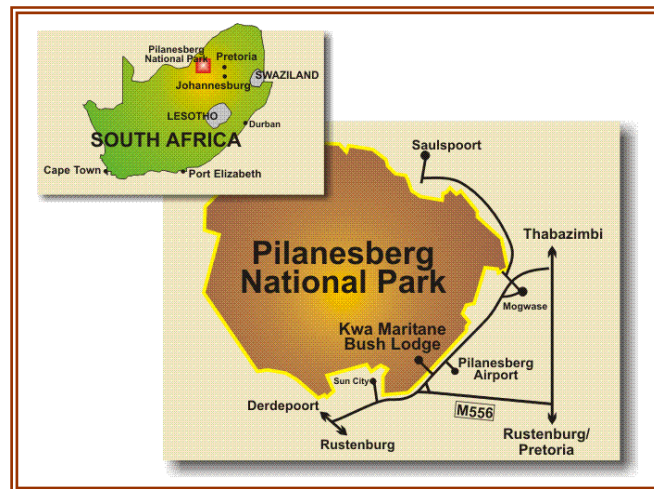 Pilanesberg
National Park
Pretoria
SWAZILAND
Johannesburg
LESOTHO
Durban
SOUTH AFRICA
Cape Town
Port Elizabeth
Saulspoort
Thabazimbi
Pilanesberg
National Park
Mogwase
Kwa Maritane
Bush Lodge
Pilanesberg
Airport
Sun City
Derdepoort
M556
Rustenburg
Rustenburg/
Pretoria